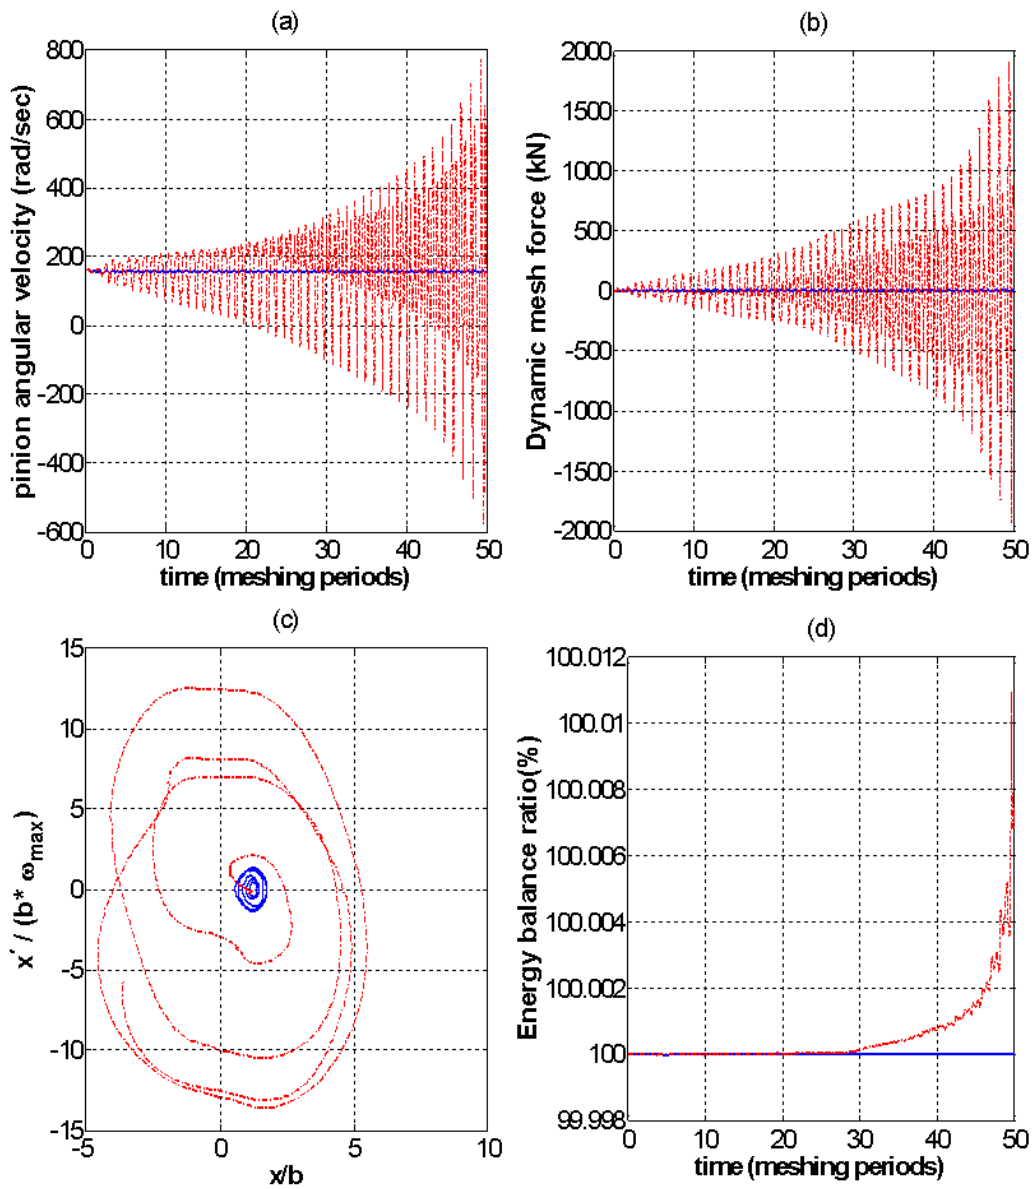 (a)
800
600
400
200
0
-200
-400
-600
0 10 20 30 40 50
pinion angular velocity (rad/sec)
time (meshing periods)
(b)
2000
1500
1000
500
0
-500
-1000
-1500
-2000
0 10 20 30 40 50
Dynamic mesh force (kN)
time (meshing periods)
(c)
15
10
5
0
-5
-10
-15
-5 0 5 10
x´ / (b* ωmax)
x/b
(d)
100.012
100.01
100.008
100.006
100.004
100.002
100
99.998
0 10 20 30 40 50
Energy balance ratio(%)
time (meshing periods)